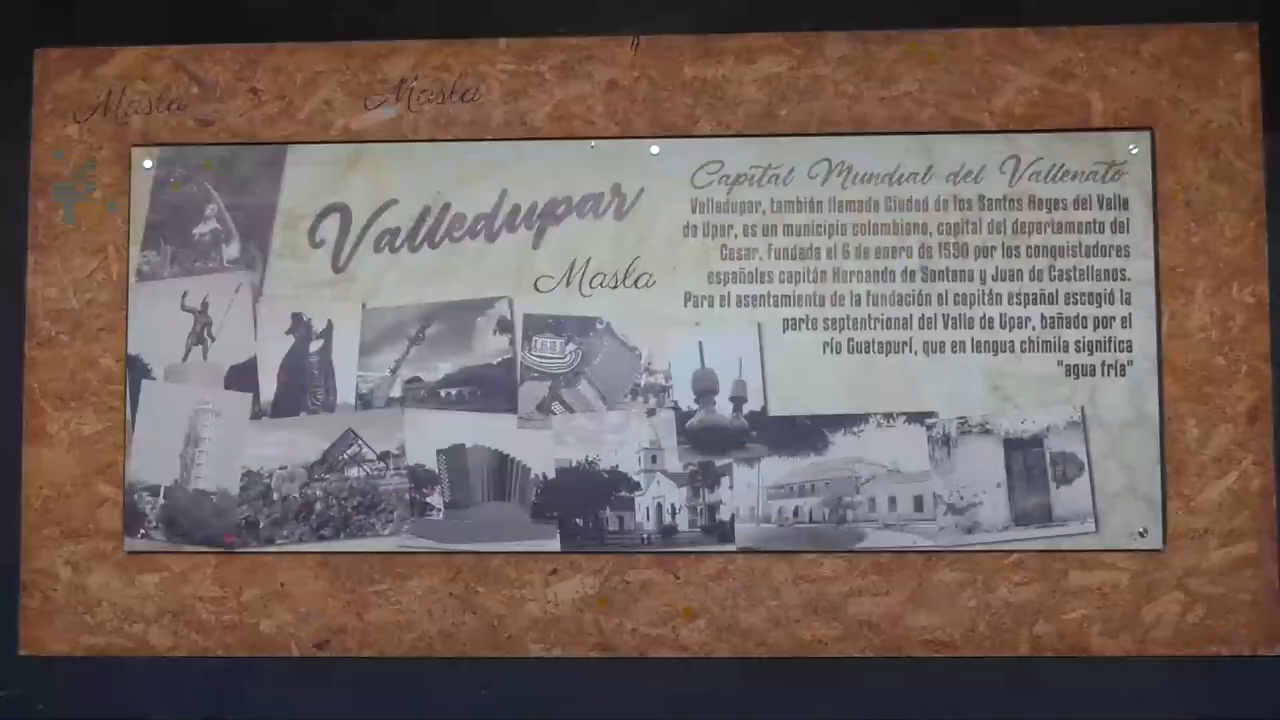 Masla
Masla
Valledupar
Masla
Capital Mundial del Vallenato
Valledupar, también llamada Ciudad de los Santos Reyes del Valle
de Upar, es un municipio colombiano, capital del departamento del
Cesar. Fundada el 6 de enero de 1550 por los conquistadores
españoles capitán Hernando de Santana y Juan de Castellanos.
Para el asentamiento de la fundación el capitán español escogió la
parte septentrional del Valle de Upar, bañado por el
río Guatapurí, que en lengua chimila significa
"agua fría"